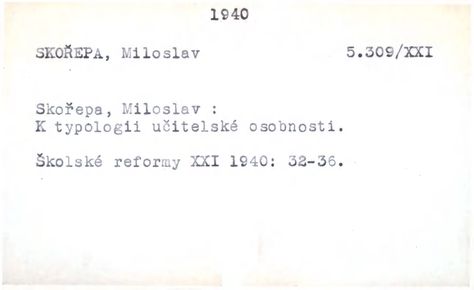 1940
SKOŘEPA, Miloslav 5.309/XXI
Skořepa, Miloslav :
K typologii učitelské osobnosti.
Školské reformy XXI 1940: 32-36.